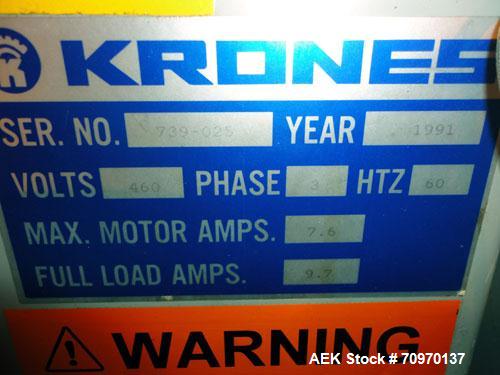 K KRONES
SER. NO. 739-025 YEAR 1991
VOLTS 460 PHASE 3 HTZ 60
MAX. MOTOR AMPS. 7.6
FULL LOAD AMPS. 9.7
WARNING
AEK Stock # 70970137